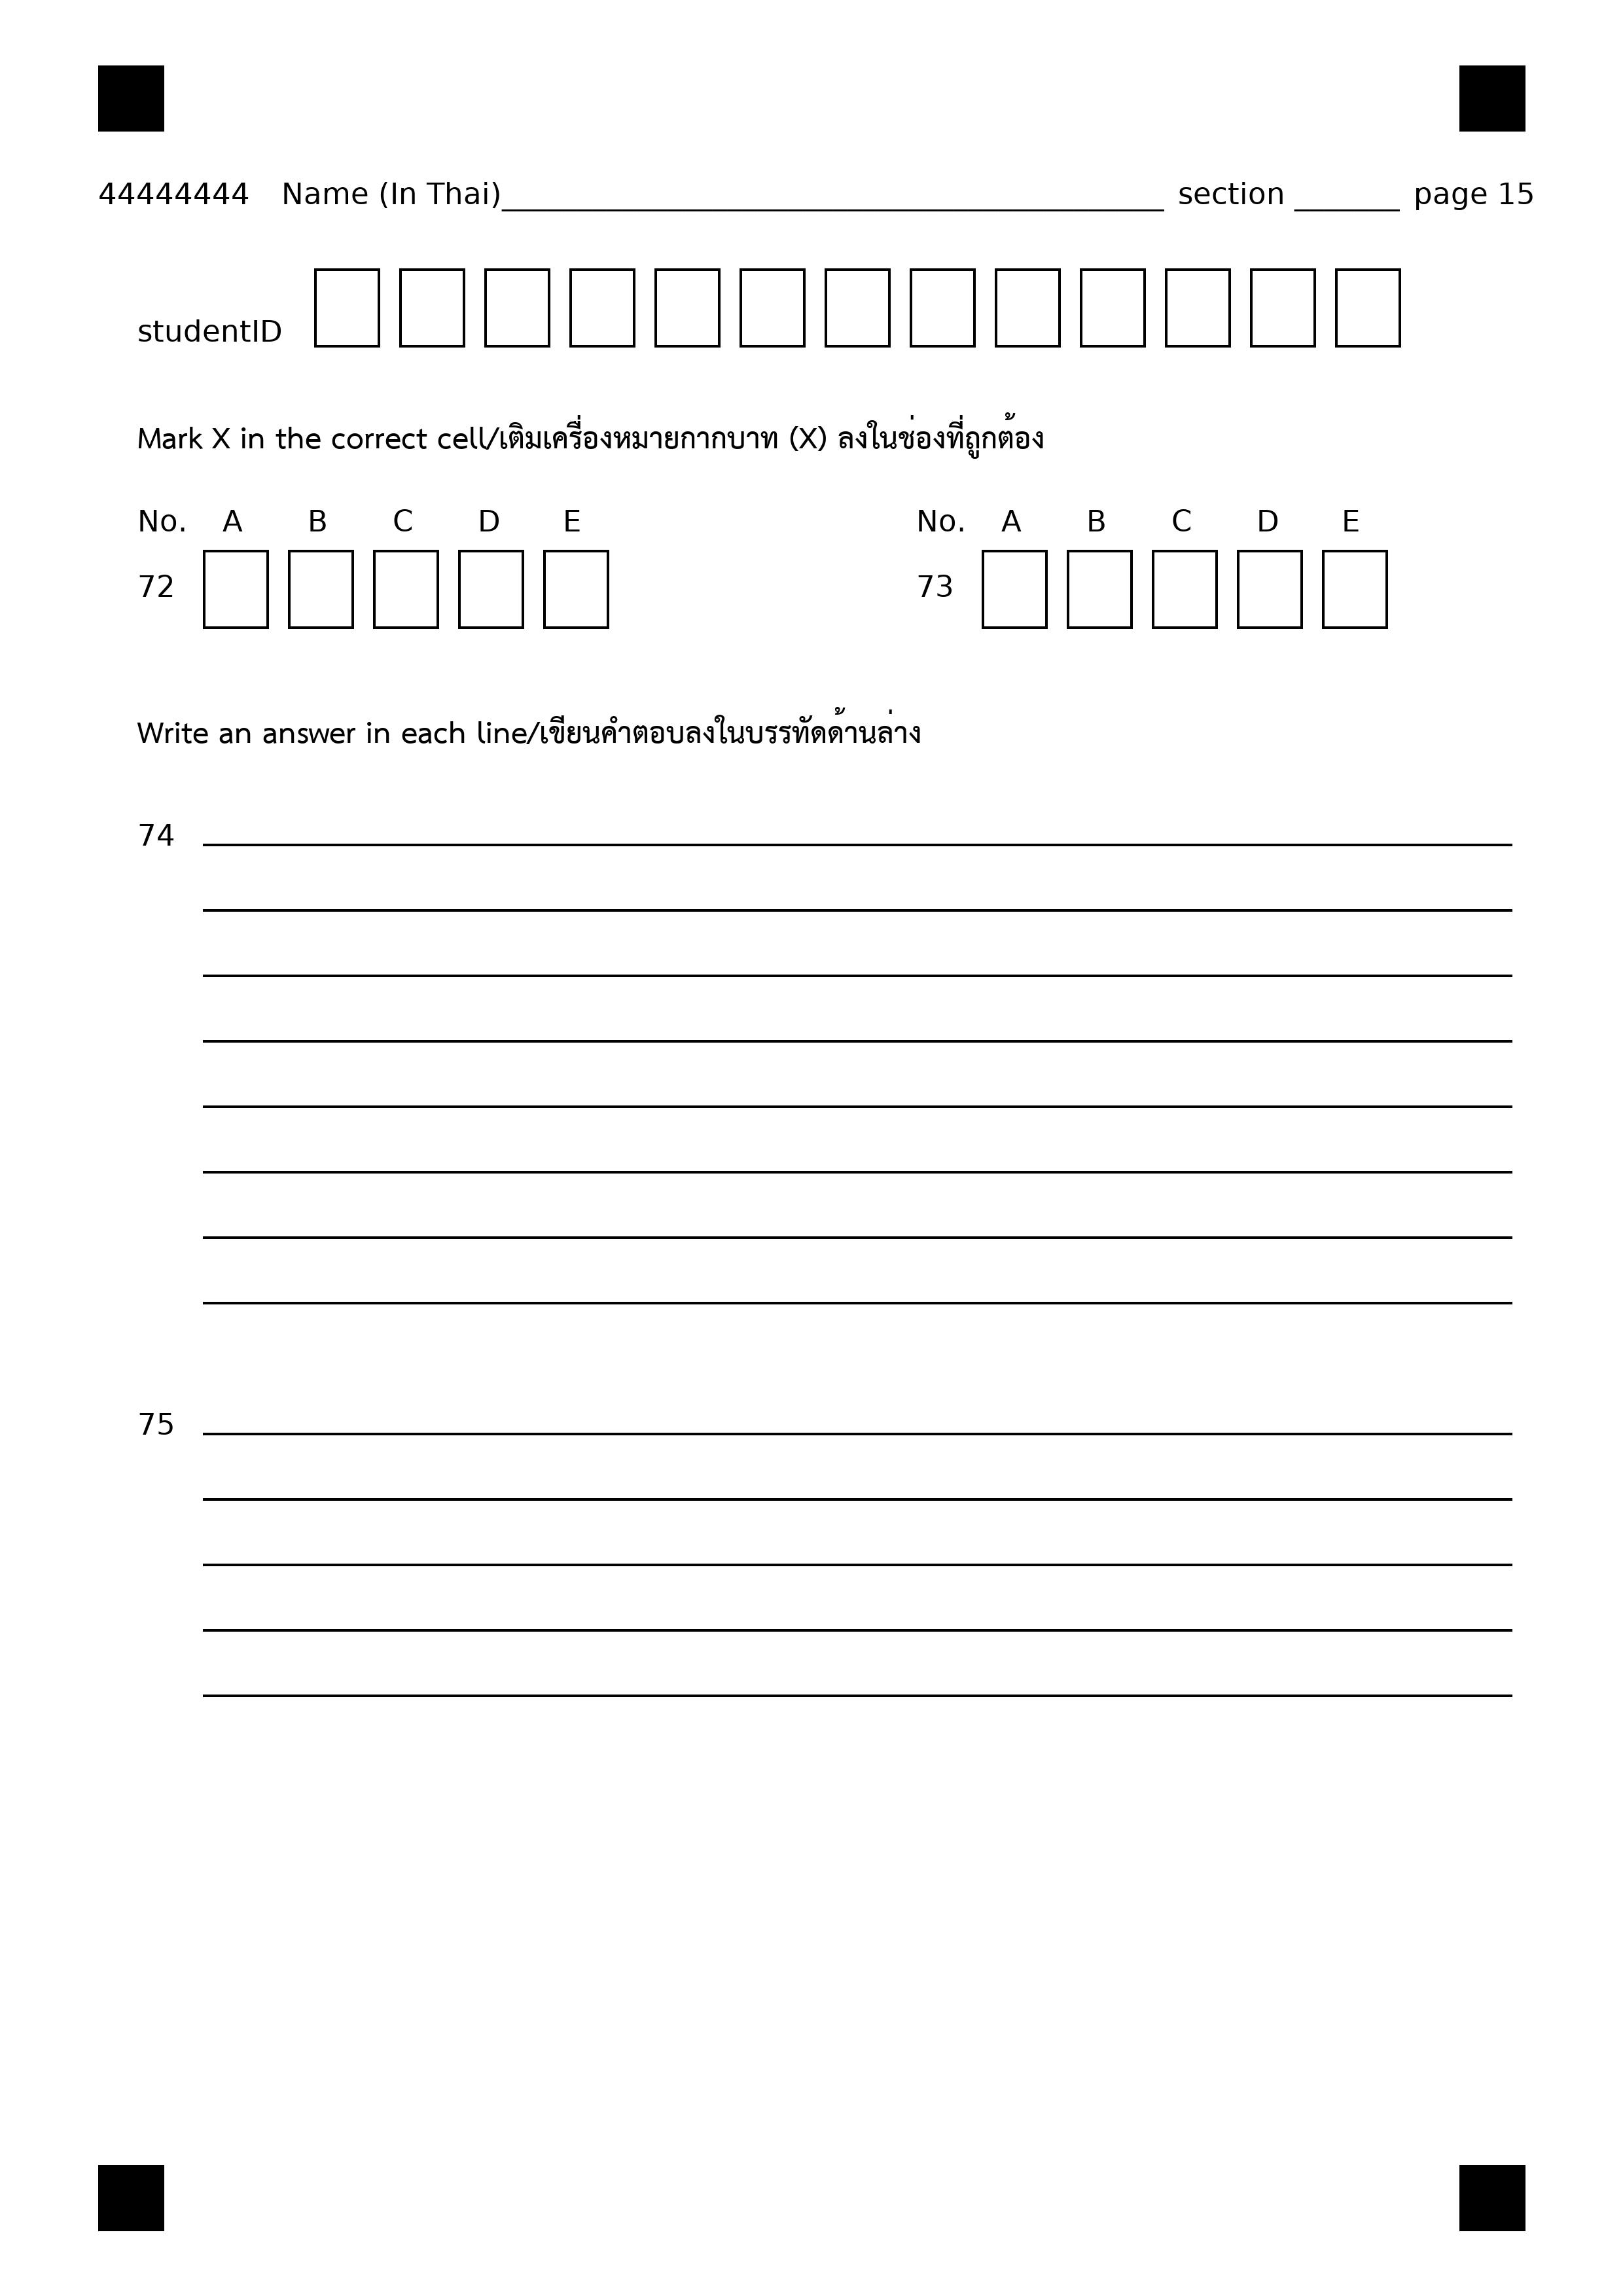 44444444 Name (In Thai)__________ section _____ page 15
studentID
Mark X in the correct cell/เติมเครื่องหมายกากบาท (X) ลงในช่องที่ถูกต้อง
No. A B C D E No. A B C D E
72 73
Write an answer in each line/เขียนคำตอบลงในบรรทัดด้านล่าง
74
75